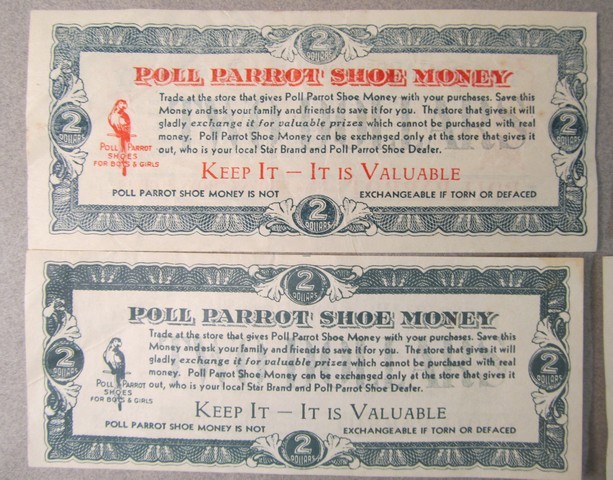 2
DOLLARS
POLL PARROT SHOE MONEY
Trade at the store that gives Poll Parrot Shoe Money with your purchases. Save this
Money and ask your family and friends to save it for you. The store that gives it will
gladly exchange it for valuable prizes which cannot be purchased with real
money. Poll Parrot Shoe Money can be exchanged only at the store that gives it
out, who is your local Star Brand and Poll Parrot Shoe Dealer.
2
DOLLARS
POLL PARROT
SHOES
FOR BOYS & GIRLS
2
DOLLARS
KEEP IT – IT IS VALUABLE
POLL PARROT SHOE MONEY IS NOT EXCHANGEABLE IF TORN OR DEFACED
2
DOLLARS
2
DOLLARS
POLL PARROT SHOE MONEY
Trade at the store that gives Poll Parrot Shoe Money with your purchases. Save this
Money and ask your family and friends to save it for you. The store that gives it will
gladly exchange it for valuable prizes which cannot be purchased with real
money. Poll Parrot Shoe Money can be exchanged only at the store that gives it
out, who is your local Star Brand and Poll Parrot Shoe Dealer.
2
DOLLARS
POLL PARROT
SHOES
FOR BOYS & GIRLS
2
DOLLARS
KEEP IT – IT IS VALUABLE
POLL PARROT SHOE MONEY IS NOT EXCHANGEABLE IF TORN OR DEFACED
2
DOLLARS